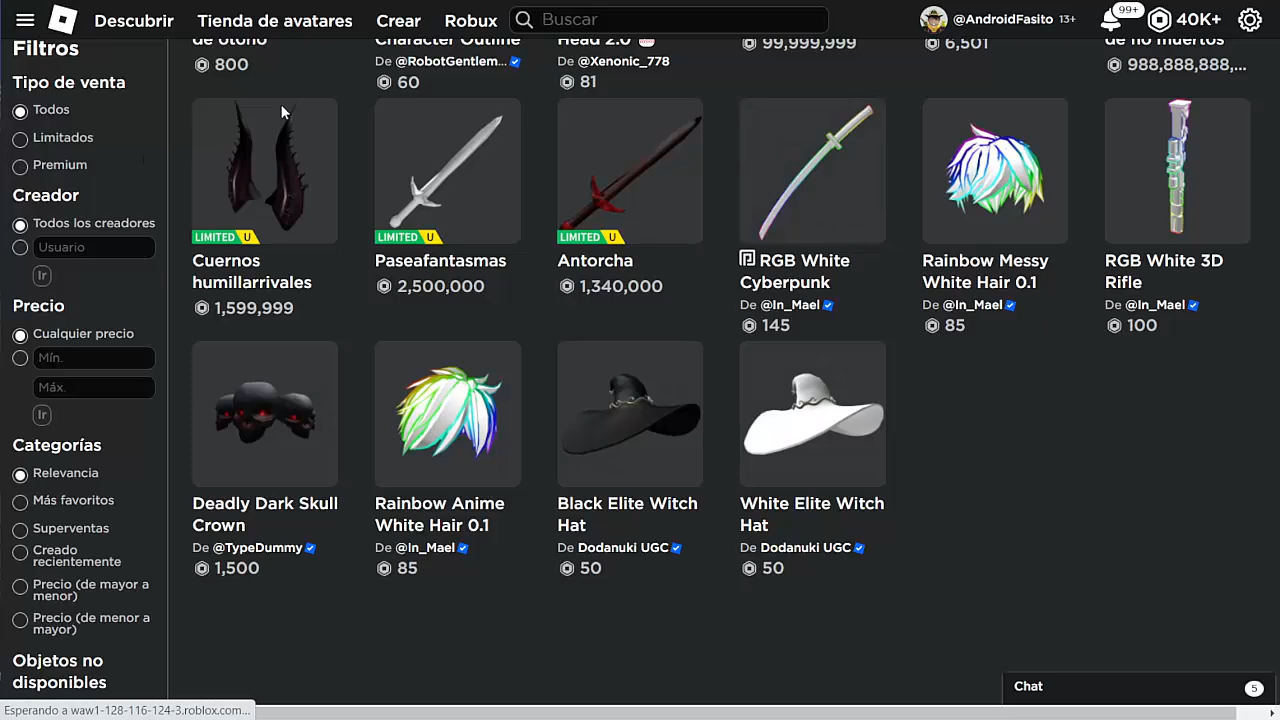 Descubrir
Tienda de avatares
Crear
Robux
Buscar
@AndroidFasito 13+
99+
40K+
Filtros
Tipo de venta
Todos
Limitados
Premium
Creador
Todos los creadores
Usuario
Ir
Precio
Cualquier precio
Mín.
Máx.
Ir
Categorías
Relevancia
Más favoritos
Superventas
Creado
recientemente
Precio (de mayor a
menor)
Precio (de menor a
mayor)
Objetos no
disponibles
de otoño
800
Character Outline
De @RobotGentlem...
60
Head 2.0
De @Xenonic_778
81
99,999,999
6,501
de no muertos
988,888,888,...
LIMITED U
Cuernos
humillarrivales
1,599,999
LIMITED U
Paseafantasmas
2,500,000
LIMITED U
Antorcha
1,340,000
RGB White
Cyberpunk
De @In_Mael
145
Rainbow Messy
White Hair 0.1
De @In_Mael
85
RGB White 3D
Rifle
De @In_Mael
100
Deadly Dark Skull
Crown
De @TypeDummy
1,500
Rainbow Anime
White Hair 0.1
De @In_Mael
85
Black Elite Witch
Hat
De Dodanuki UGC
50
White Elite Witch
Hat
De Dodanuki UGC
50
Chat
5
Esperando a waw1-128-116-124-3.roblox.com...